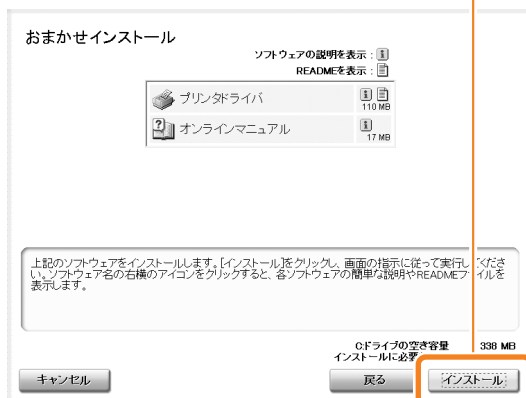 おまかせインストール
ソフトウェアの説明を表示：
READMEを表示：
プリンタドライバ
110 MB
オンラインマニュアル
17 MB
上記のソフトウェアをインストールします。[インストール]をクリックし、画面の指示に従って実行し ださ
い。ソフトウェア名の右横のアイコンをクリックすると、各ソフトウェアの簡単な説明やREADMEフ イルを
表示します。
C:ドライブの空き容量 338 MB
インストールに必要
キャンセル
戻る
インストール